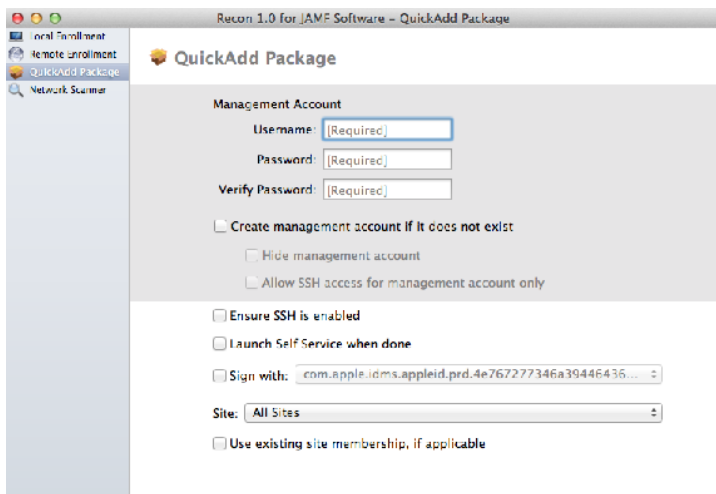 Recon 1.0 for JAMF Software – QuickAdd Package
Local Enrollment
Remote Enrollment
QuickAdd Package
Network Scanner
QuickAdd Package
Management Account
Username: [Required]
Password: [Required]
Verify Password: [Required]
Create management account if it does not exist
Hide management account
Allow SSH access for management account only
Ensure SSH is enabled
Launch Self Service when done
Sign with: com.apple.idms.appleid.prd.4e767277346a39446436...
Site: All Sites
Use existing site membership, if applicable